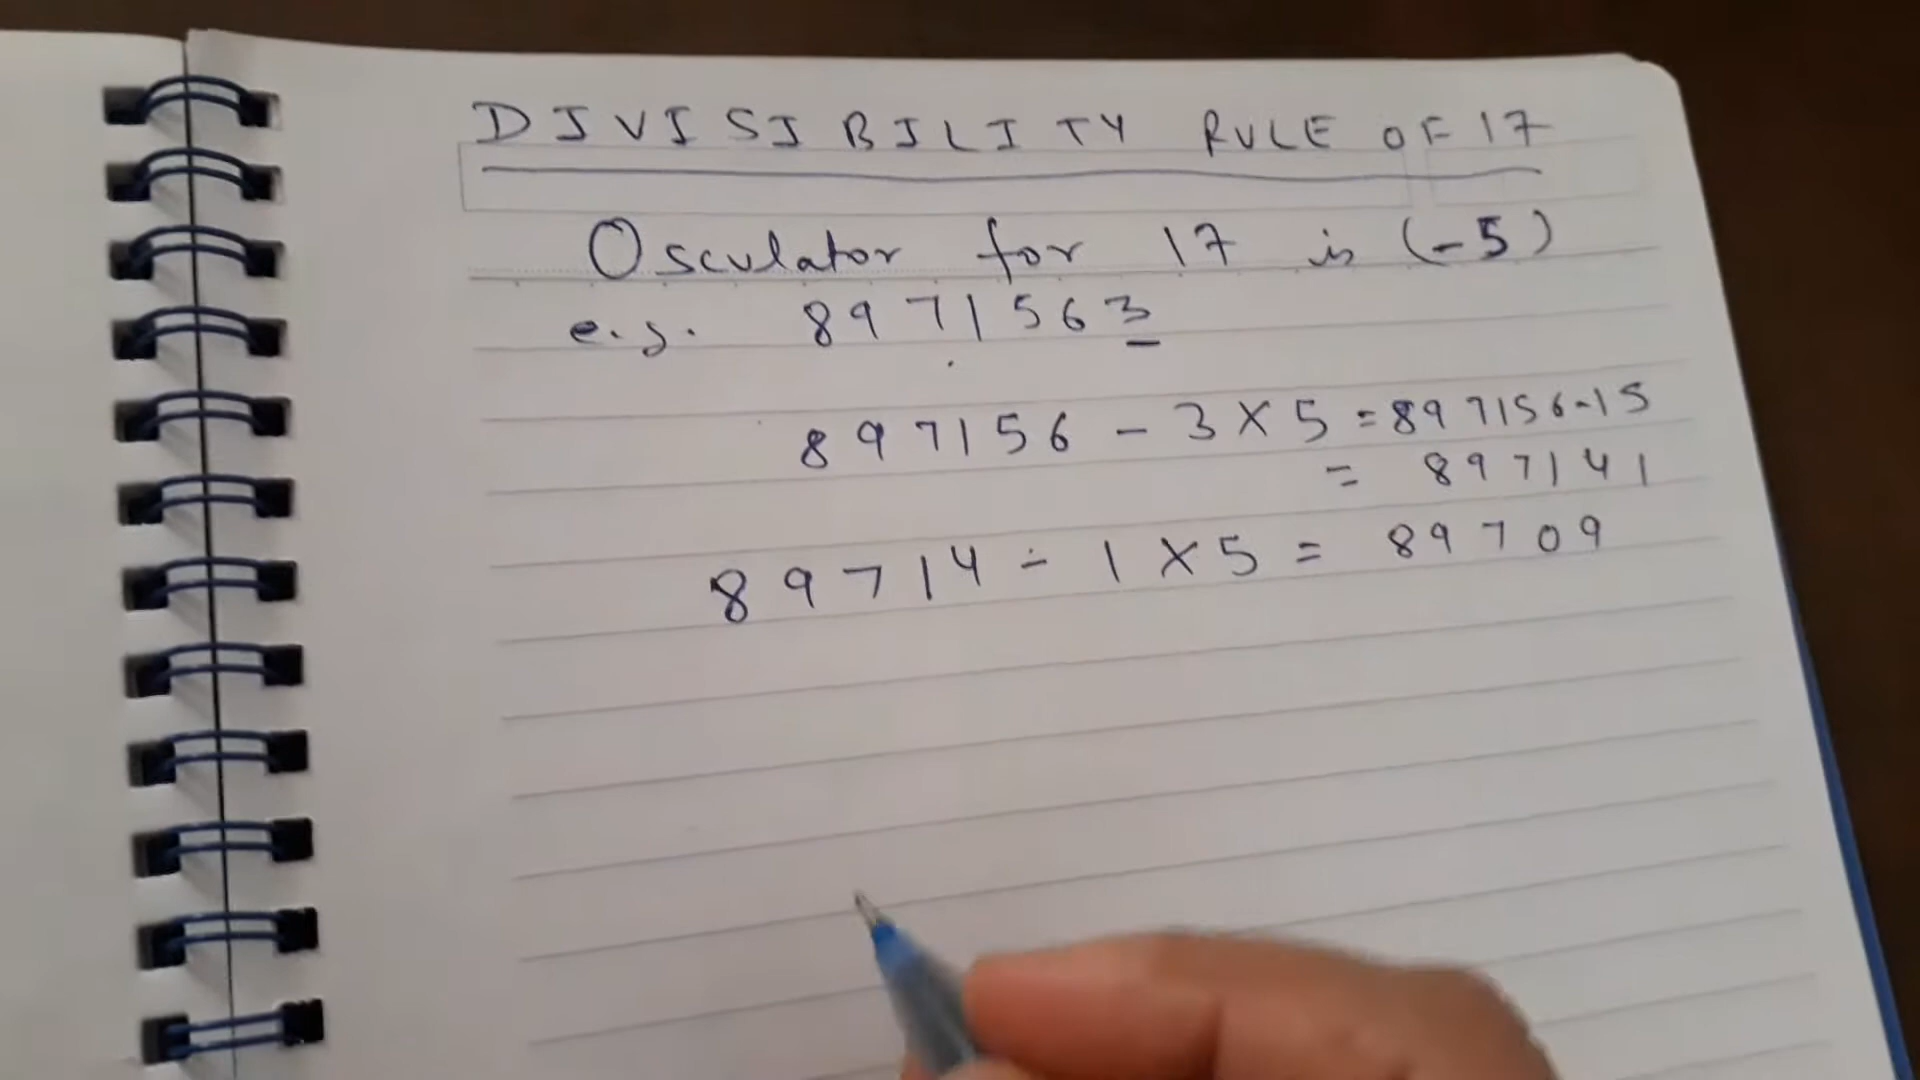 DIVISIBILITY RULE OF 17
Osculator for 17 is (-5)
e.g. 8971563
897156 - 3 X 5 = 897156-15
= 897141
89714 - 1 X 5 = 89709